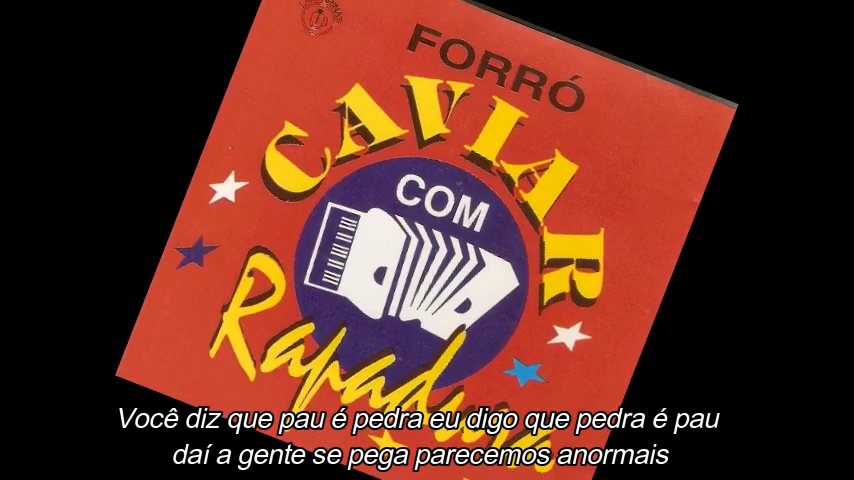 FORRÓ
CAVIAR
COM
Rapadura
Você diz que pau é pedra eu digo que pedra é pau
daí a gente se pega parecemos anormais